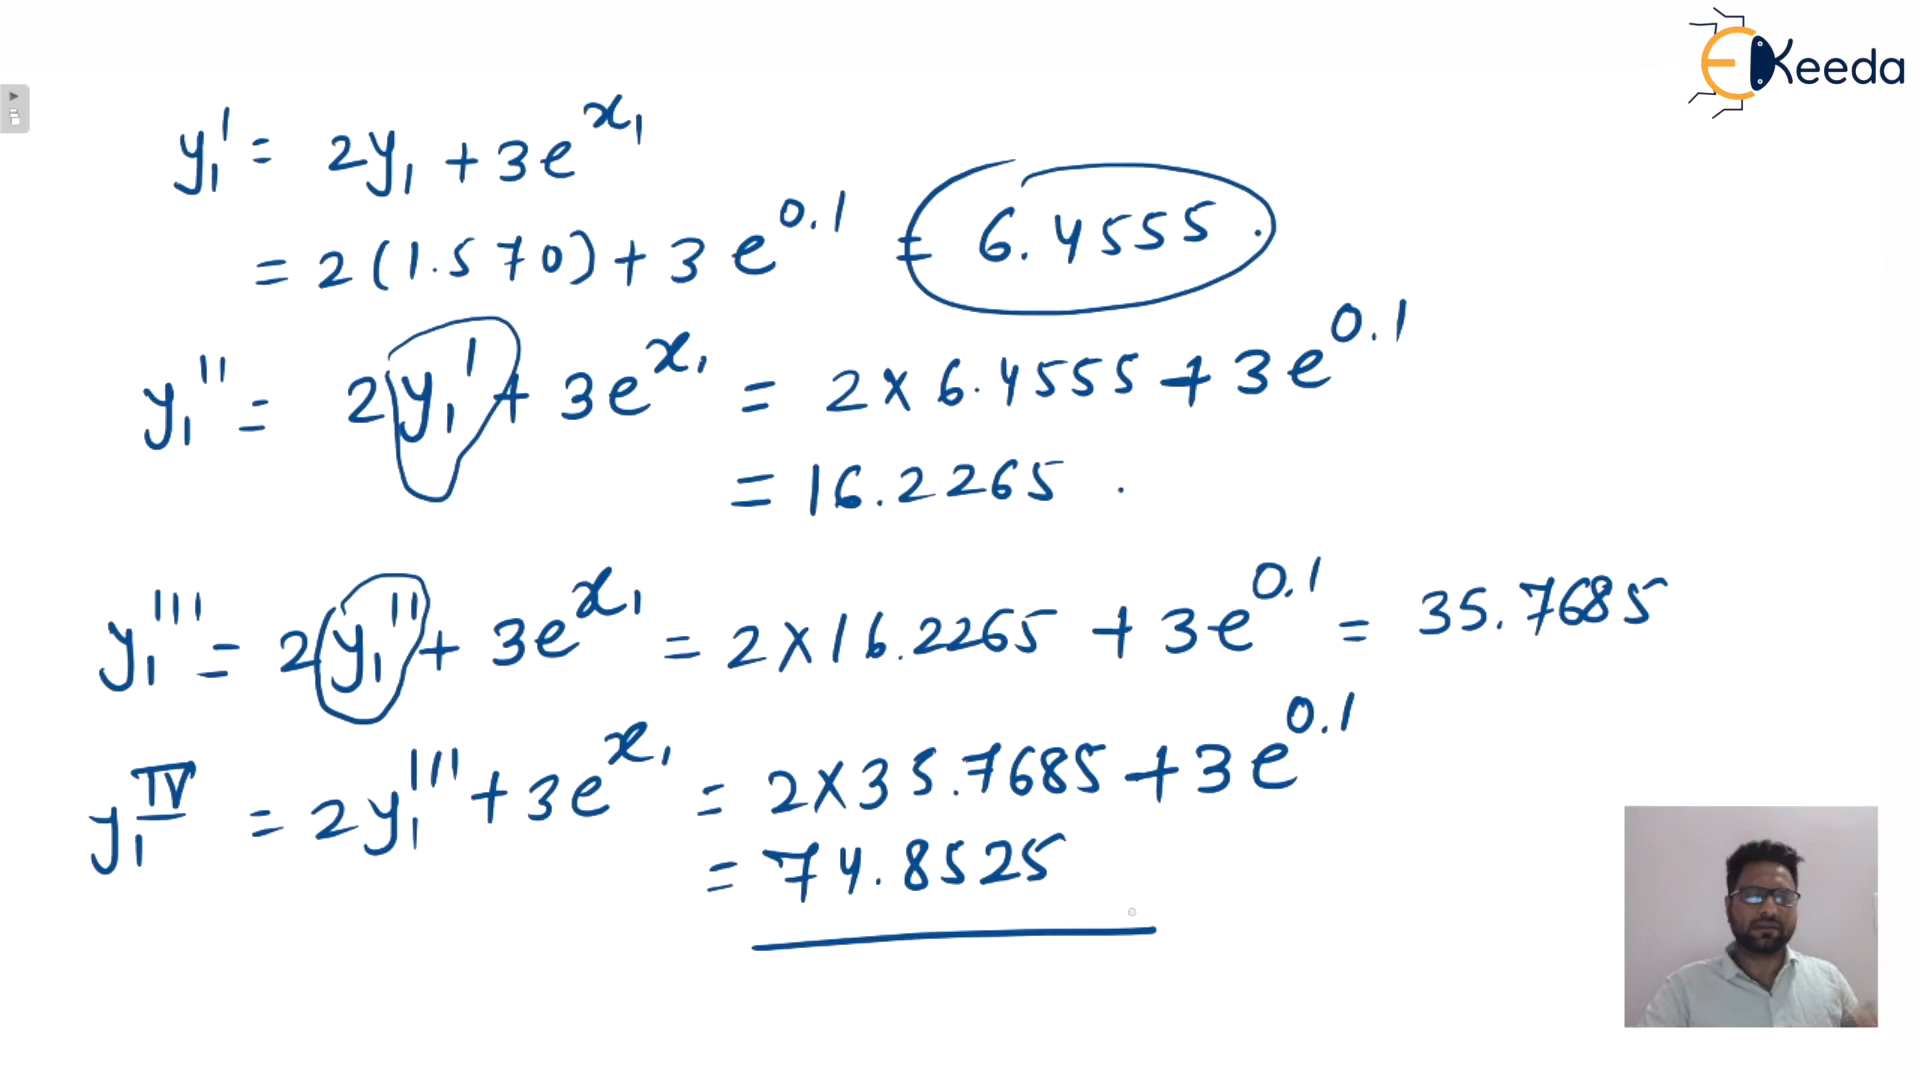 EKeeda
y₁' = 2y₁ + 3e^x₁
= 2(1.570) + 3e^0.1 = 6.4555.
y₁'' = 2y₁' + 3e^x₁ = 2 × 6.4555 + 3e^0.1
= 16.2265.
y₁''' = 2y₁'' + 3e^x₁ = 2 × 16.2265 + 3e^0.1 = 35.7685
y₁^IV = 2y₁''' + 3e^x₁ = 2 × 35.7685 + 3e^0.1
= 74.8525